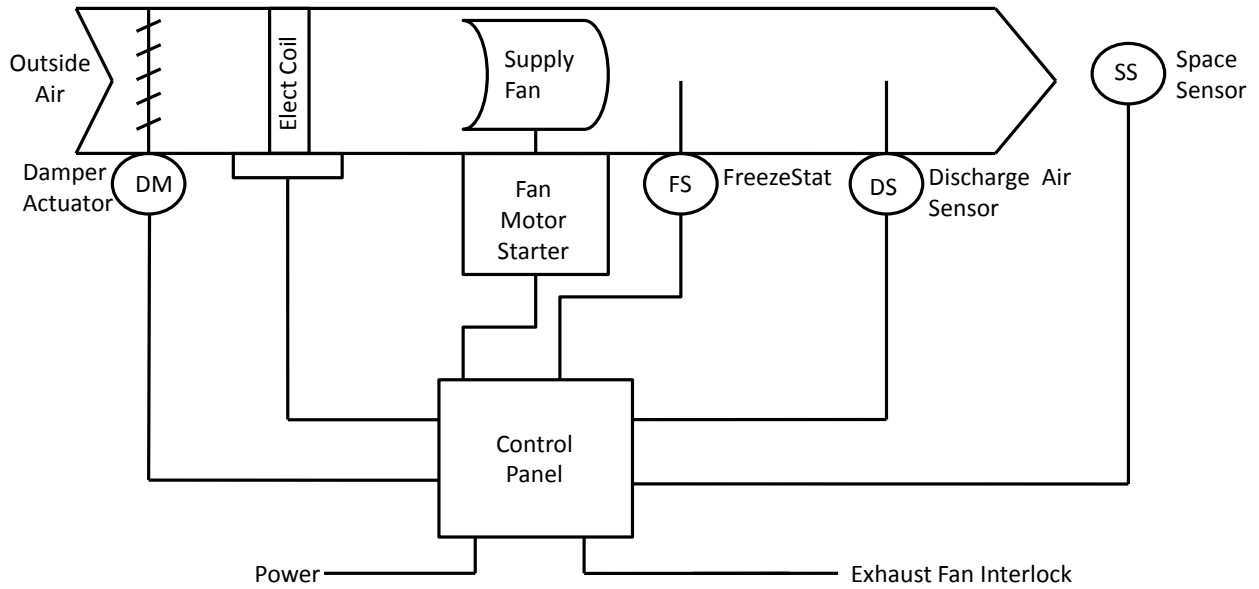 Outside
Air
Elect Coil
Supply
Fan
SS
Space
Sensor
Damper
Actuator
DM
Fan
Motor
Starter
FS
FreezeStat
DS
Discharge Air
Sensor
Control
Panel
Power
Exhaust Fan Interlock